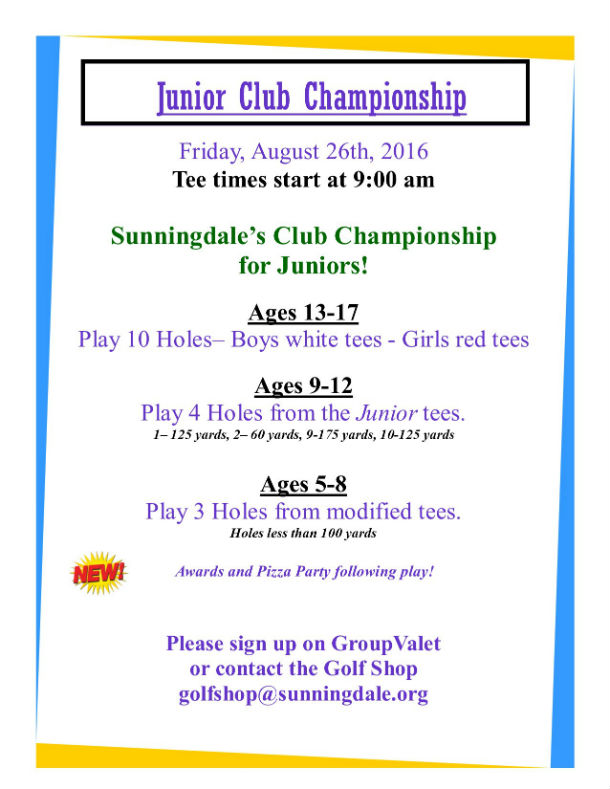 Junior Club Championship
Friday, August 26th, 2016
Tee times start at 9:00 am
Sunningdale’s Club Championship
for Juniors!
Ages 13-17
Play 10 Holes– Boys white tees - Girls red tees
Ages 9-12
Play 4 Holes from the Junior tees.
1– 125 yards, 2– 60 yards, 9-175 yards, 10-125 yards
Ages 5-8
Play 3 Holes from modified tees.
Holes less than 100 yards
NEW!
Awards and Pizza Party following play!
Please sign up on GroupValet
or contact the Golf Shop
golfshop@sunningdale.org